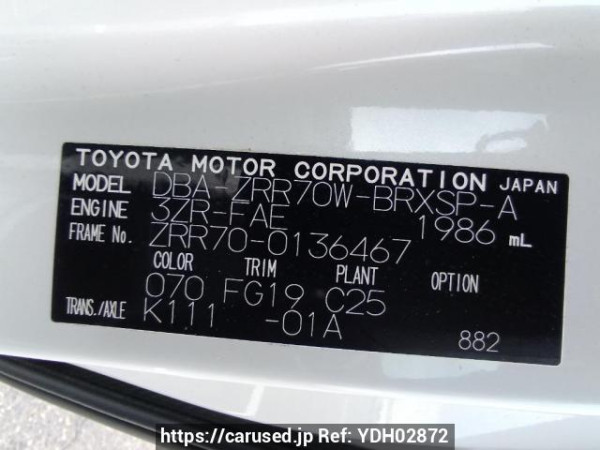 TOYOTA MOTOR CORPORATION JAPAN
MODEL DBA-ZRR70W-BRXSP-A
ENGINE 3ZR-FAE 1986 mL
FRAME No. ZRR70-0136467
COLOR TRIM PLANT OPTION
070 FG19 C25
TRANS./AXLE K111 -01A
882
https://carused.jp Ref: YDH02872